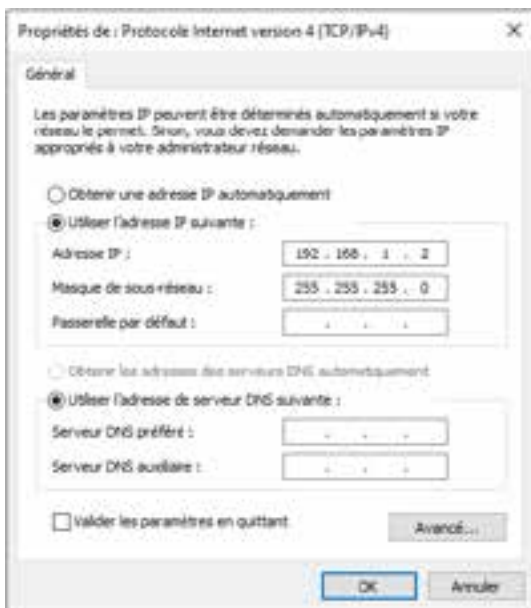 Propriétés de : Protocole Internet version 4 (TCP/IPv4)
Général
Les paramètres IP peuvent être déterminés automatiquement si votre
réseau le permet. Sinon, vous devez demander les paramètres IP
appropriés à votre administrateur réseau.
Obtenir une adresse IP automatiquement
Utiliser l'adresse IP suivante :
Adresse IP : 192 . 168 . 1 . 2
Masque de sous-réseau : 255 . 255 . 255 . 0
Passerelle par défaut : . . .
Obtenir les adresses des serveurs DNS automatiquement
Utiliser l'adresse de serveur DNS suivante :
Serveur DNS préféré : . . .
Serveur DNS auxiliaire : . . .
Valider les paramètres en quittant
Avancé...
OK Annuler